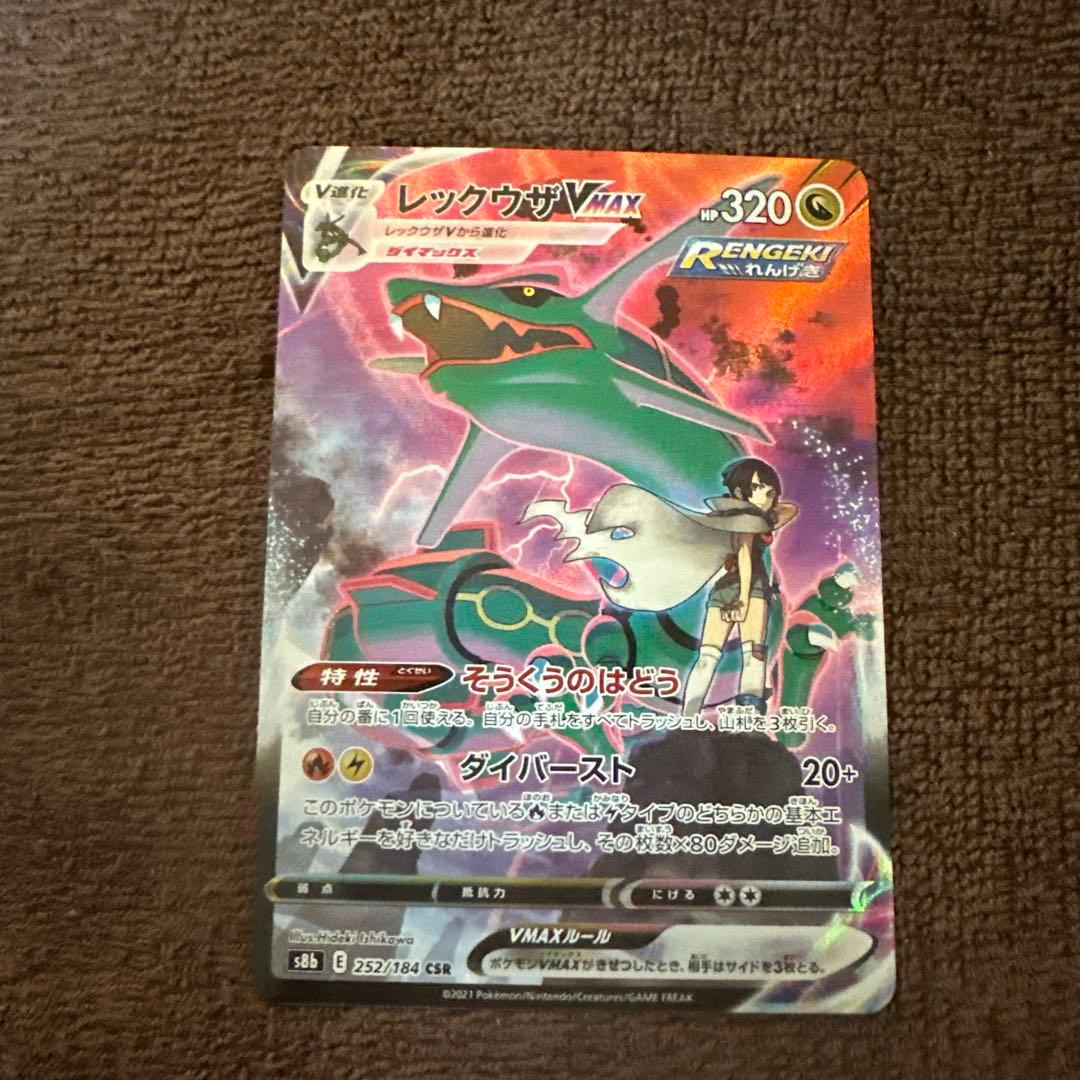 V進化
レックウザVMAX
HP320
レックウザVから進化
ダイマックス
RENGEKI
れんげき
特性 とくせい そうくうのはどう
自分の番に1回使える。自分の手札をすべてトラッシュし、山札を3枚引く。
ダイバースト 20+
このポケモンについているまたはタイプのどちらかの基本エ
ネルギーを好きなだけトラッシュし、その枚数×80ダメージ追加。
弱点 抵抗力 にげる
Illus. Hideki Ishikawa
VMAXルール
s8b E 252/184 CSR
ポケモンVMAXがきぜつしたとき、相手はサイドを3枚とる。
©2021 Pokémon/Nintendo/Creatures/GAME FREAK